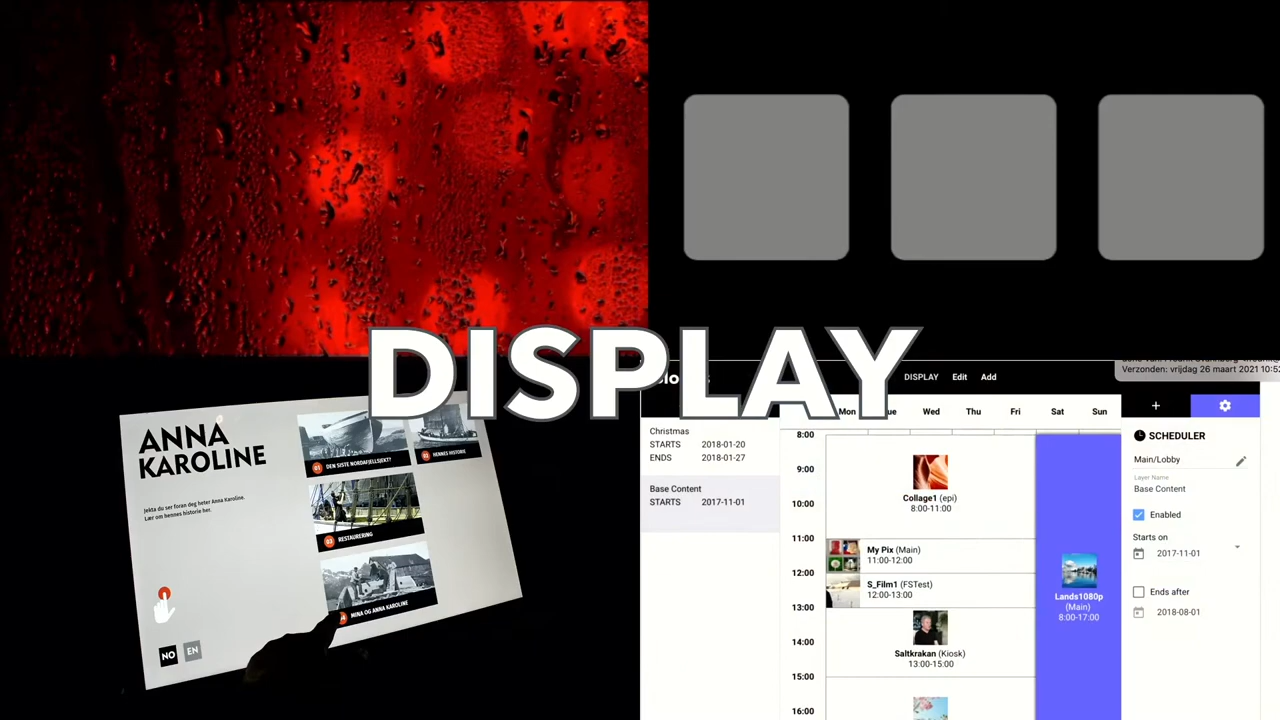 DISPLAY
ANNA
KAROLINE
Jekta du ser foran deg heter Anna Karoline.
Lær om hennes historie her.
01 DEN SISTE NORDAFJELLSJEKT?
02 HENNES HISTORIE
03 RESTAURERING
MINA OG ANNA KAROLINE
NO
EN
DISPLAY Edit Add
Verzonden: vrijdag 26 maart 2021 10:52
Christmas
STARTS 2018-01-20
ENDS 2018-01-27
Base Content
STARTS 2017-11-01
Mon Wed Thu Fri Sat Sun
8:00
9:00
10:00
11:00
12:00
13:00
14:00
15:00
16:00
Collage1 (epi)
8:00-11:00
My Pix (Main)
11:00-12:00
S_Film1 (FSTest)
12:00-13:00
Saltkrakan (Kiosk)
13:00-15:00
Lands1080p
(Main)
8:00-17:00
+
SCHEDULER
Main/Lobby
Layer Name
Base Content
Enabled
Starts on
2017-11-01
Ends after
2018-08-01